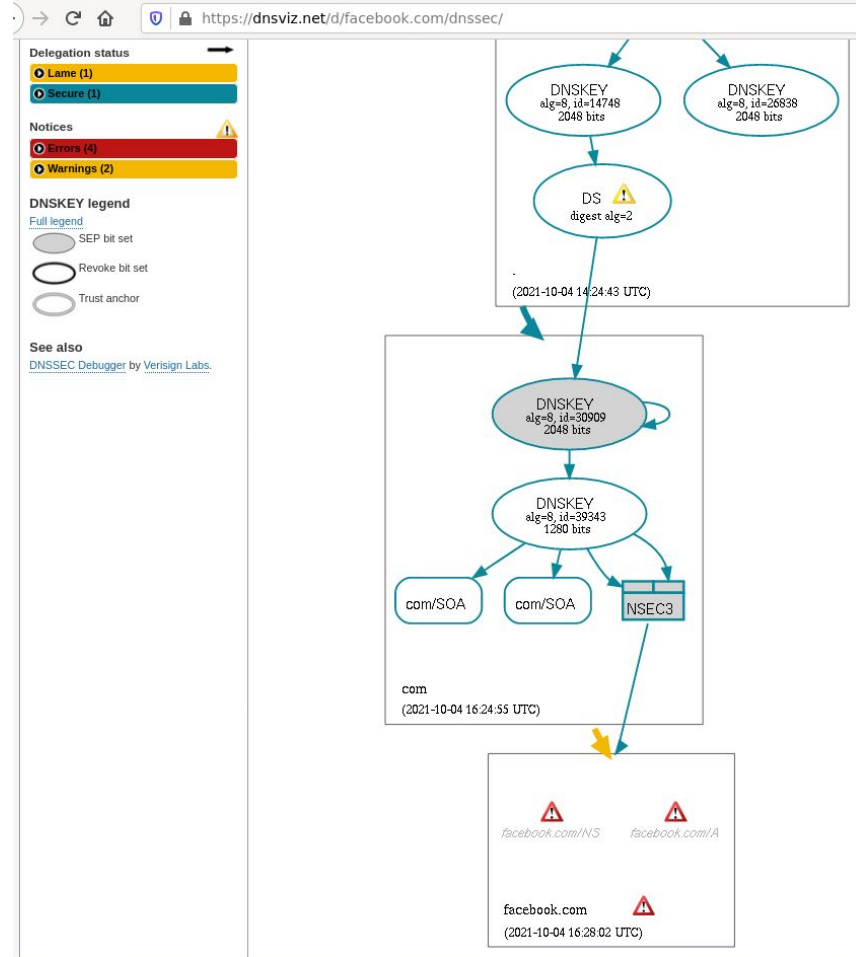 https://dnsviz.net/d/facebook.com/dnssec/
Delegation status
Lame (1)
Secure (1)
Notices
Errors (4)
Warnings (2)
DNSKEY legend
Full legend
SEP bit set
Revoke bit set
Trust anchor
See also
DNSSEC Debugger by Verisign Labs.
DNSKEY
alg=8, id=14748
2048 bits
DNSKEY
alg=8, id=26838
2048 bits
DS
digest alg=2
.
(2021-10-04 14:24:43 UTC)
DNSKEY
alg=8, id=30909
2048 bits
DNSKEY
alg=8, id=39343
1280 bits
com/SOA
com/SOA
NSEC3
com
(2021-10-04 16:24:55 UTC)
facebook.com/NS
facebook.com/A
facebook.com
(2021-10-04 16:28:02 UTC)